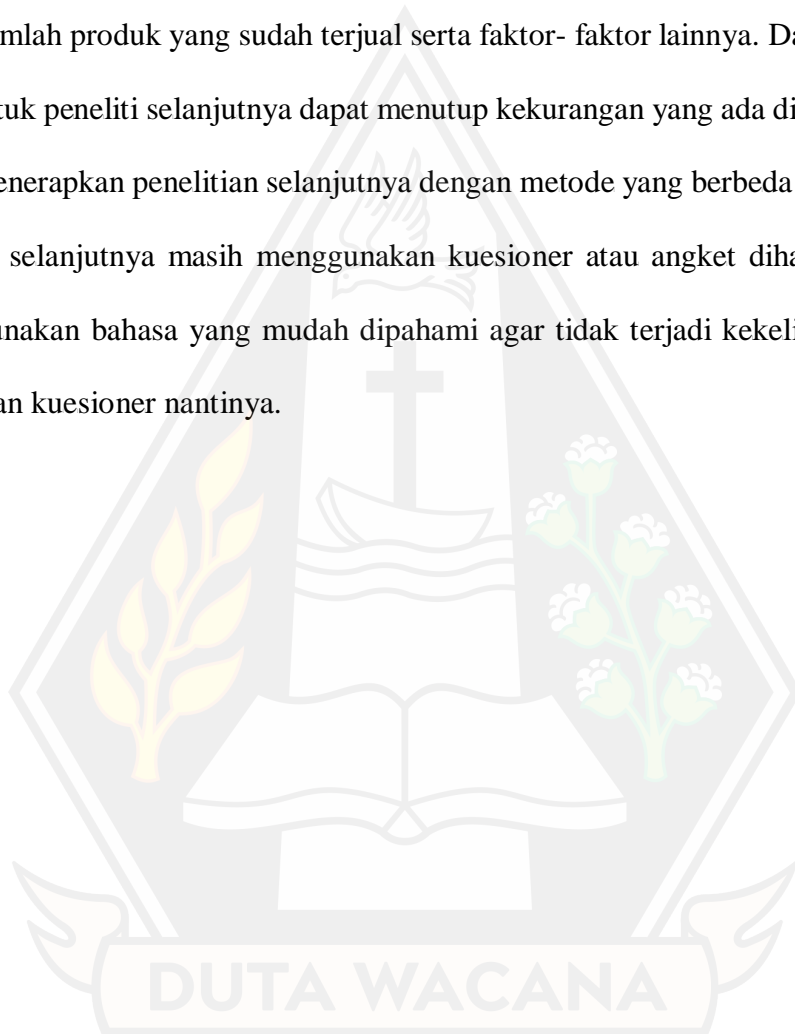 mlah produk yang sudah terjual serta faktor- faktor lainnya. Da
tuk peneliti selanjutnya dapat menutup kekurangan yang ada di
enerapkan penelitian selanjutnya dengan metode yang berbeda
selanjutnya masih menggunakan kuesioner atau angket diha
unakan bahasa yang mudah dipahami agar tidak terjadi kekeli
an kuesioner nantinya.
DUTA WACANA